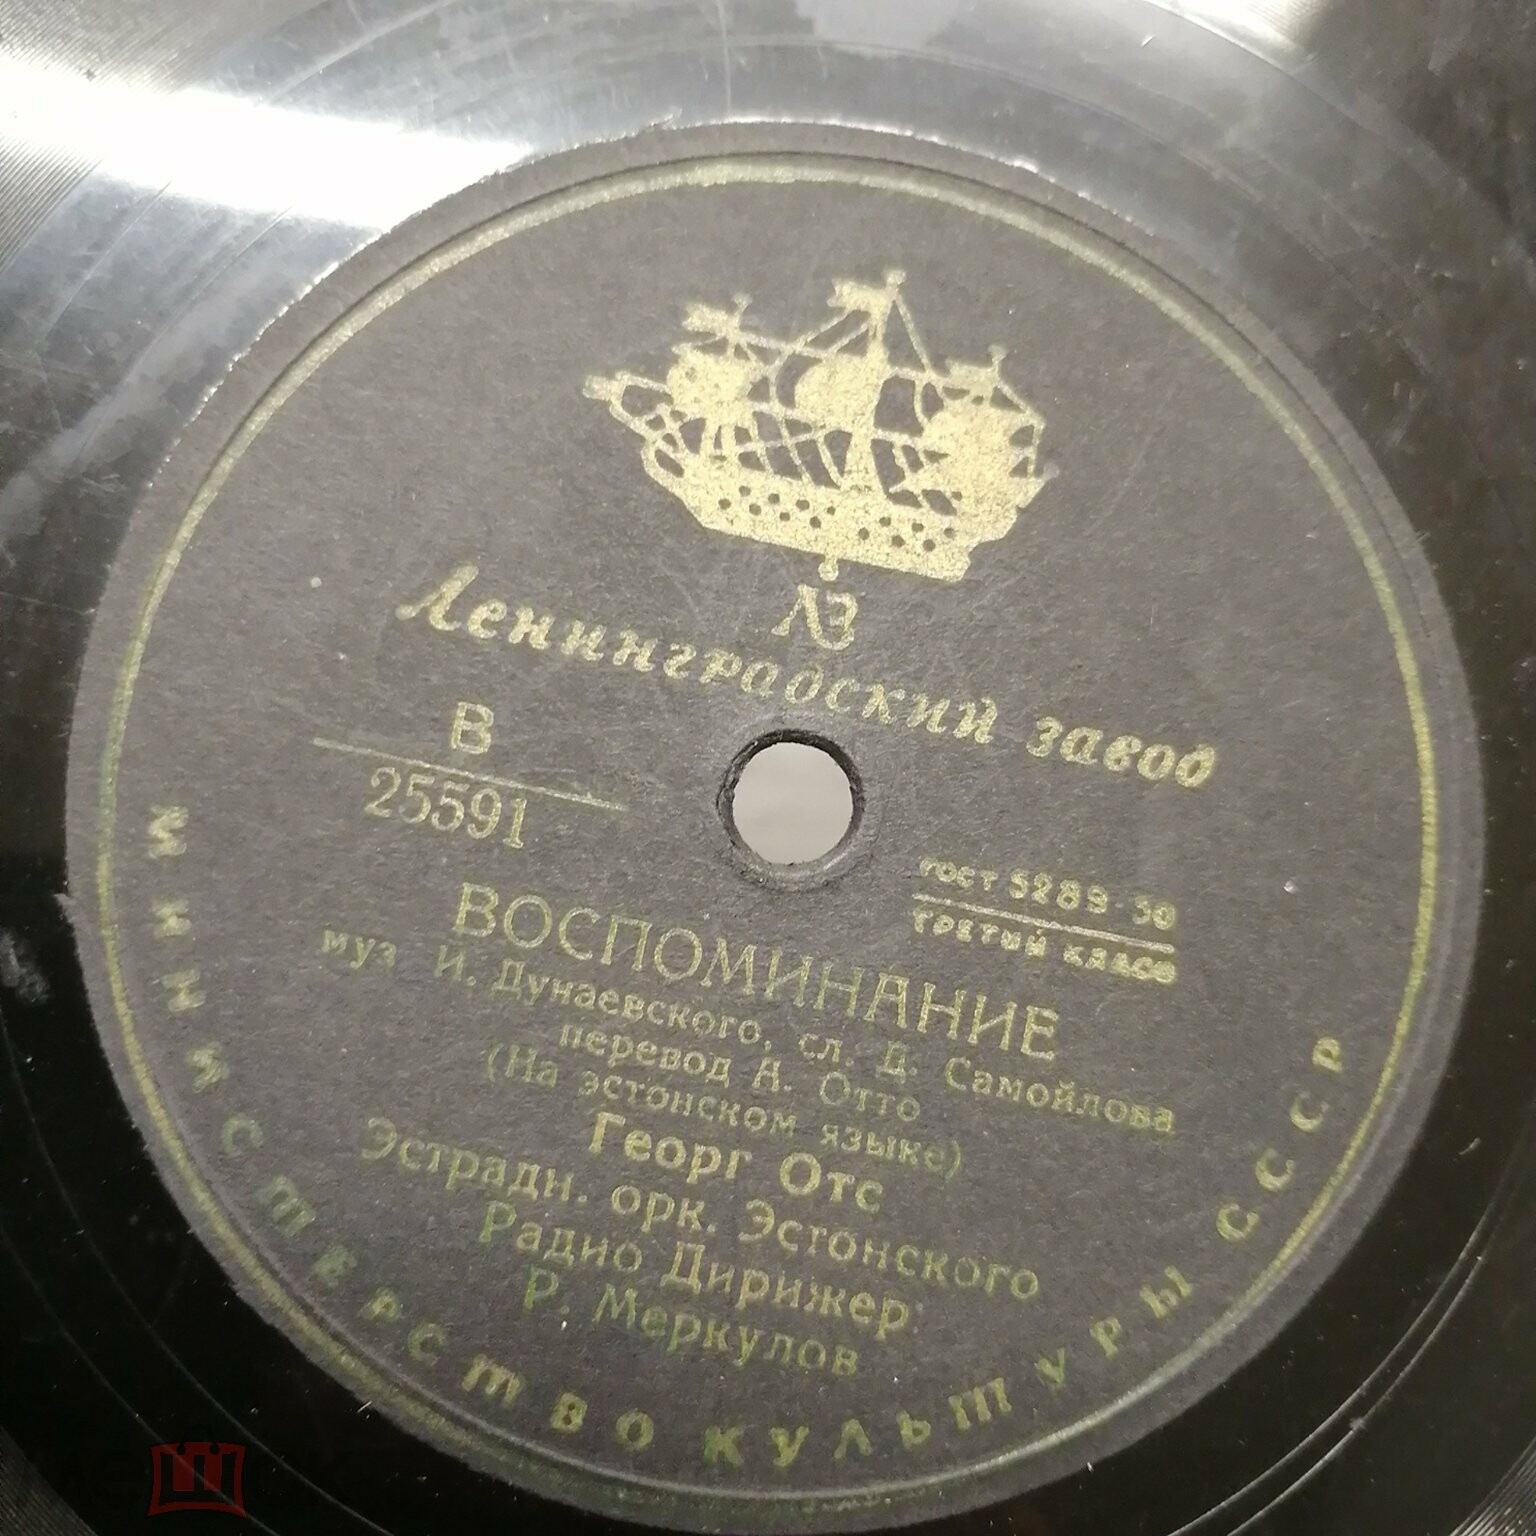 ЛЗ
Ленинградский завод
В
25591
ГОСТ 5289-50
ТРЕТИЙ КЛАСС
ВОСПОМИНАНИЕ
муз И. Дунаевского, сл. Д. Самойлова
перевод А. Отто
(На эстонском языке)
Георг Отс
Эстрадн. орк. Эстонского
Радио Дирижер:
Р. Меркулов
МИНИСТЕРСТВО КУЛЬТУРЫ СССР